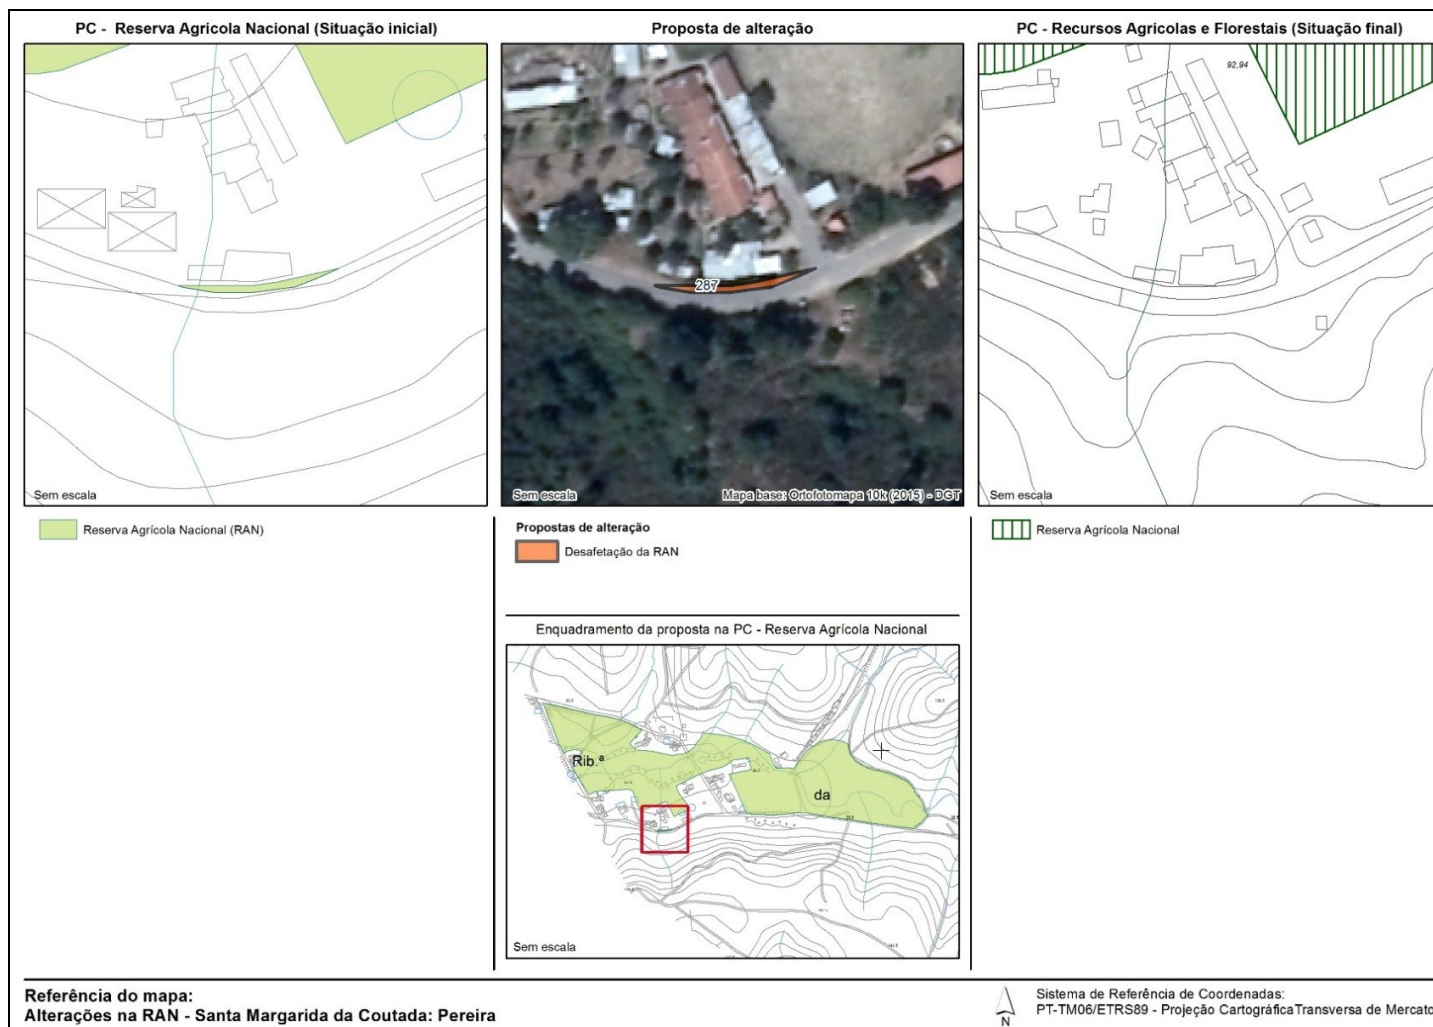 PC - Reserva Agrícola Nacional (Situação inicial)
Sem escala
Reserva Agrícola Nacional (RAN)
Proposta de alteração
287
Sem escala
Mapa base: Ortofotomapa 10k (2015) - DGT
Propostas de alteração
Desafetação da RAN
Enquadramento da proposta na PC - Reserva Agrícola Nacional
Rib.ª
da
Sem escala
PC - Recursos Agrícolas e Florestais (Situação final)
92,94
Sem escala
Reserva Agrícola Nacional
Referência do mapa:
Alterações na RAN - Santa Margarida da Coutada: Pereira
N
Sistema de Referência de Coordenadas:
PT-TM06/ETRS89 - Projeção Cartográfica Transversa de Mercato